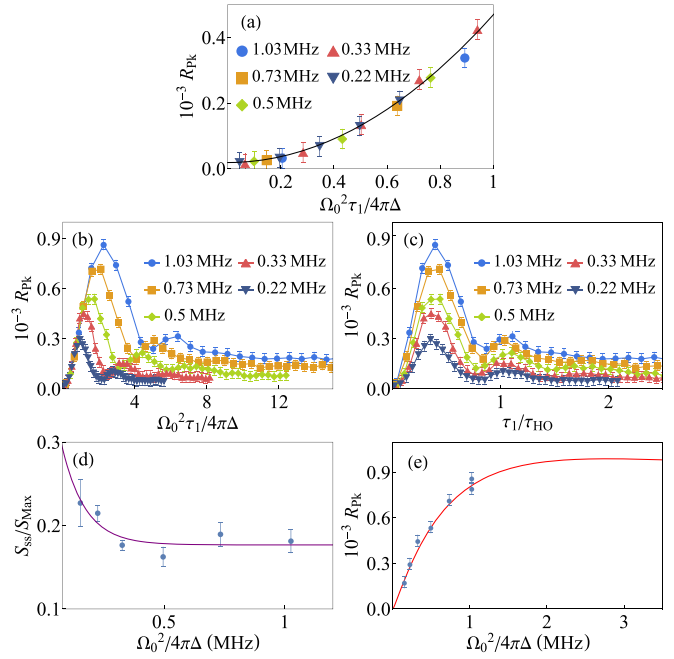 (a)
10⁻³ R_Pk
0.4
0.2
0.0
1.03 MHz
0.33 MHz
0.73 MHz
0.22 MHz
0.5 MHz
0.2 0.4 0.6 0.8 1
Ω₀²τ₁/4πΔ
(b)
10⁻³ R_Pk
0.9
0.6
0.3
0.0
1.03 MHz
0.33 MHz
0.73 MHz
0.22 MHz
0.5 MHz
4 8 12
Ω₀²τ₁/4πΔ
(c)
10⁻³ R_Pk
0.9
0.6
0.3
0.0
1.03 MHz
0.33 MHz
0.73 MHz
0.22 MHz
0.5 MHz
1 2
τ₁/τ_HO
(d)
S_ss/S_Max
0.3
0.2
0.1
0.5 1
Ω₀²/4πΔ (MHz)
(e)
10⁻³ R_Pk
0.9
0.6
0.3
0.0
1 2 3
Ω₀²/4πΔ (MHz)